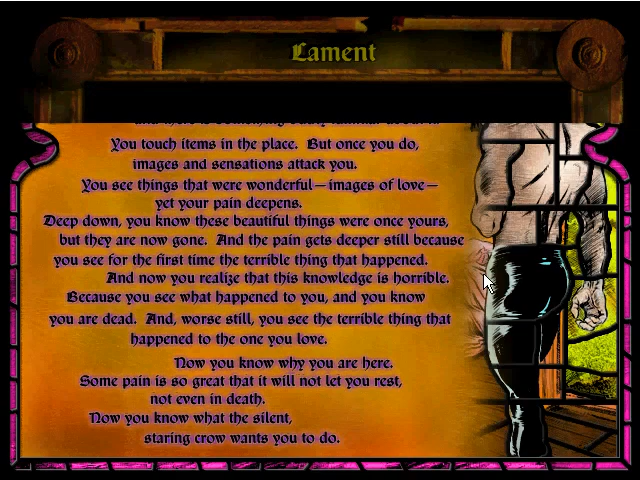 Lament
You touch items in the place. But once you do,
images and sensations attack you.
You see things that were wonderful—images of love—
yet your pain deepens.
Deep down, you know these beautiful things were once yours,
but they are now gone. And the pain gets deeper still because
you see for the first time the terrible thing that happened.
And now you realize that this knowledge is horrible.
Because you see what happened to you, and you know
you are dead. And, worse still, you see the terrible thing that
happened to the one you love.
Now you know why you are here.
Some pain is so great that it will not let you rest,
not even in death.
Now you know what the silent,
staring crow wants you to do.